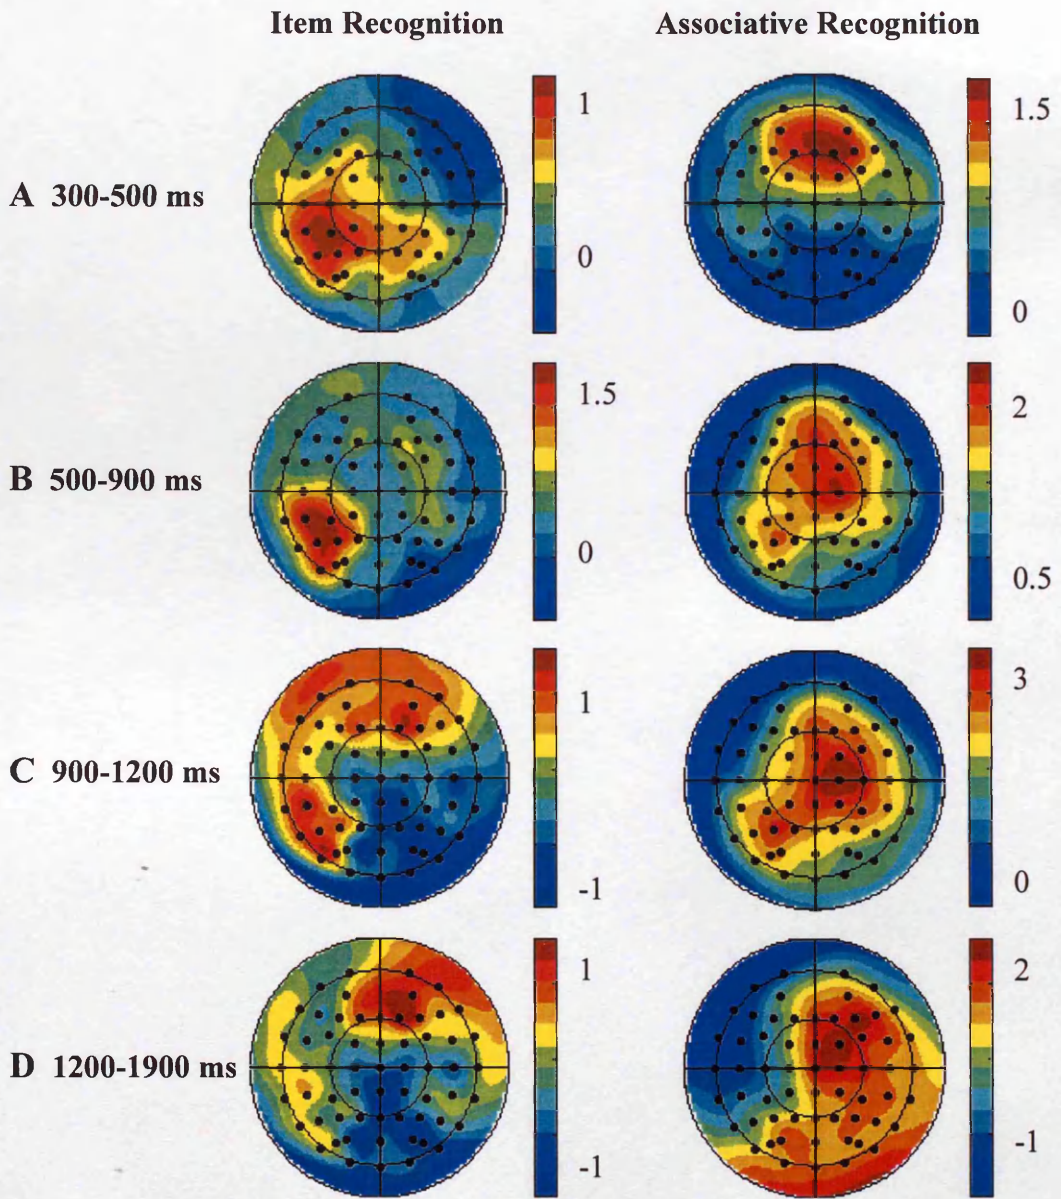 Item Recognition Associative Recognition
1 1.5
A 300-500 ms
0 0
1.5 2
B 500-900 ms
0 0.5
1 3
C 900-1200 ms
-1 0
1 2
D 1200-1900 ms
-1 -1